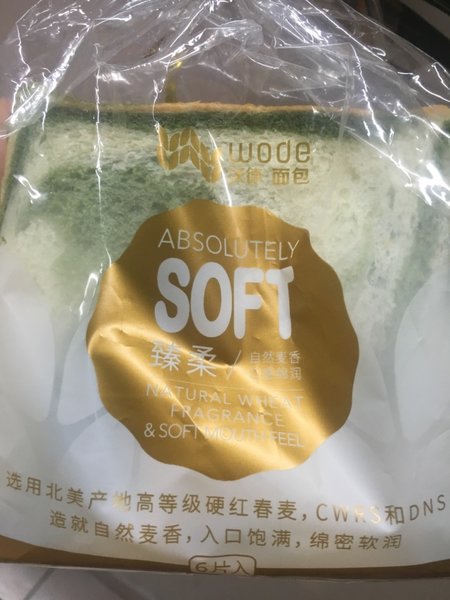 wode
面包
ABSOLUTELY
SOFT
臻柔/
自然麦香
NATURAL WHEAT
FRAGRANCE
& SOFT MOUTHFEEL
选用北美产地高等级硬红春麦，CWRS和DNS
造就自然麦香，入口饱满，绵密软润
6片入